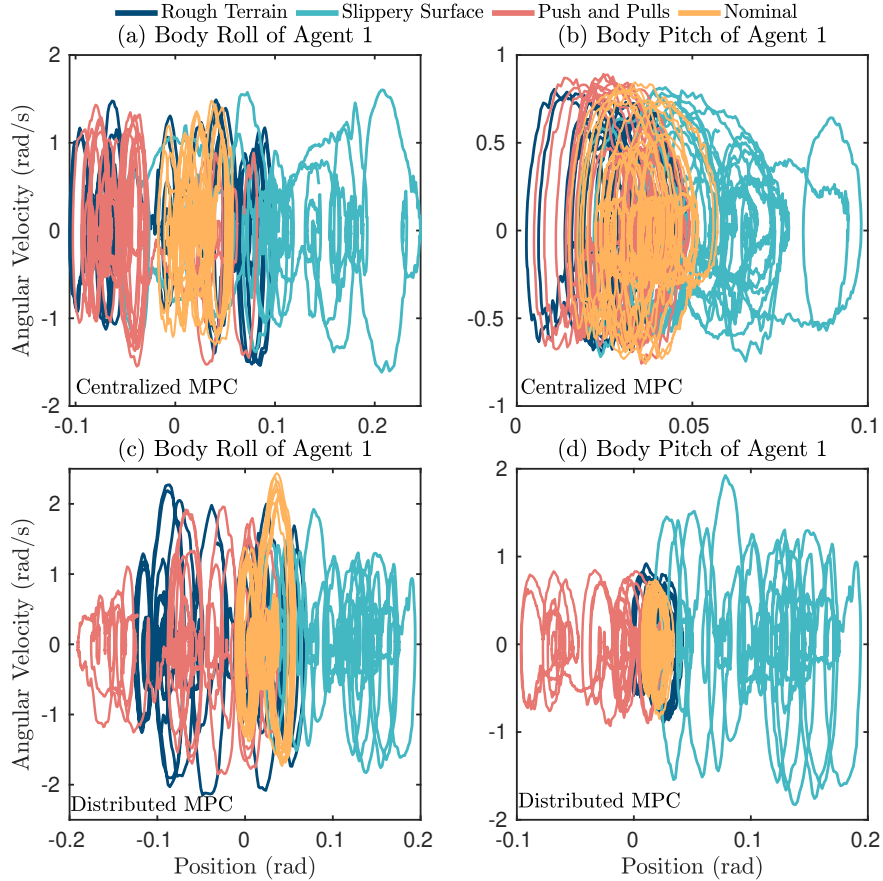 Rough Terrain Slippery Surface Push and Pulls Nominal
(a) Body Roll of Agent 1 (b) Body Pitch of Agent 1
Angular Velocity (rad/s)
2
1
0
-1
-2
Centralized MPC
-0.1 0 0.1 0.2
1
0.5
0
-0.5
-1
Centralized MPC
0 0.05 0.1
(c) Body Roll of Agent 1 (d) Body Pitch of Agent 1
Angular Velocity (rad/s)
2
1
0
-1
-2
Distributed MPC
-0.2 -0.1 0 0.1 0.2
Position (rad)
2
1
0
-1
-2
Distributed MPC
-0.1 0 0.1 0.2
Position (rad)